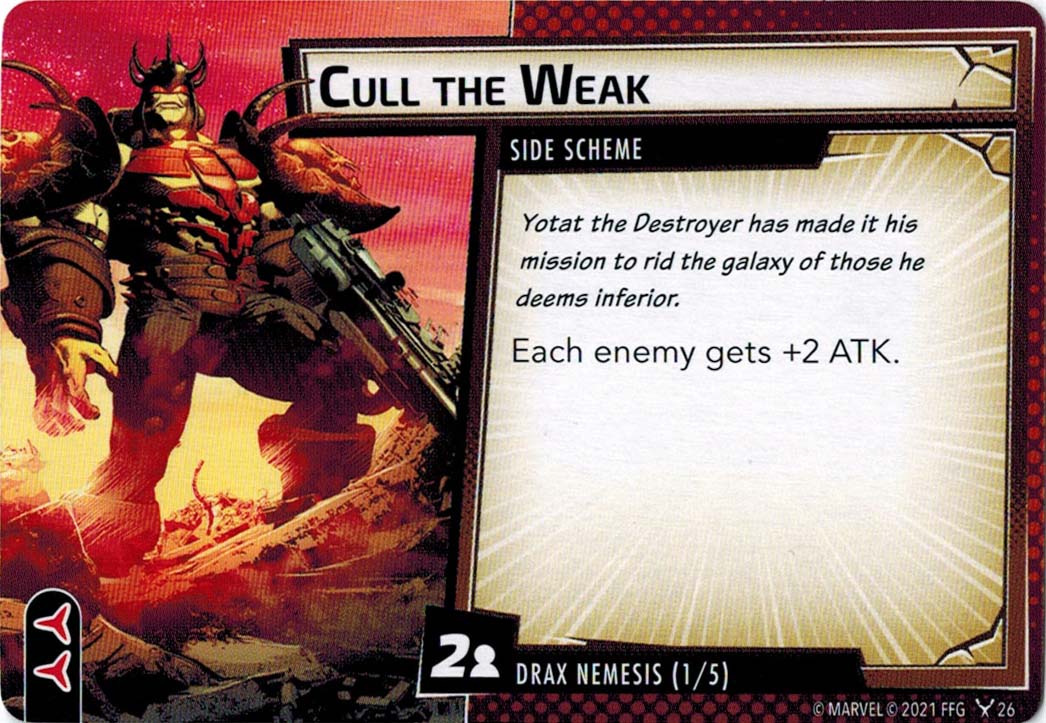 CULL THE WEAK
SIDE SCHEME
Yotat the Destroyer has made it his
mission to rid the galaxy of those he
deems inferior.
Each enemy gets +2 ATK.
2
DRAX NEMESIS (1/5)
© MARVEL © 2021 FFG 26